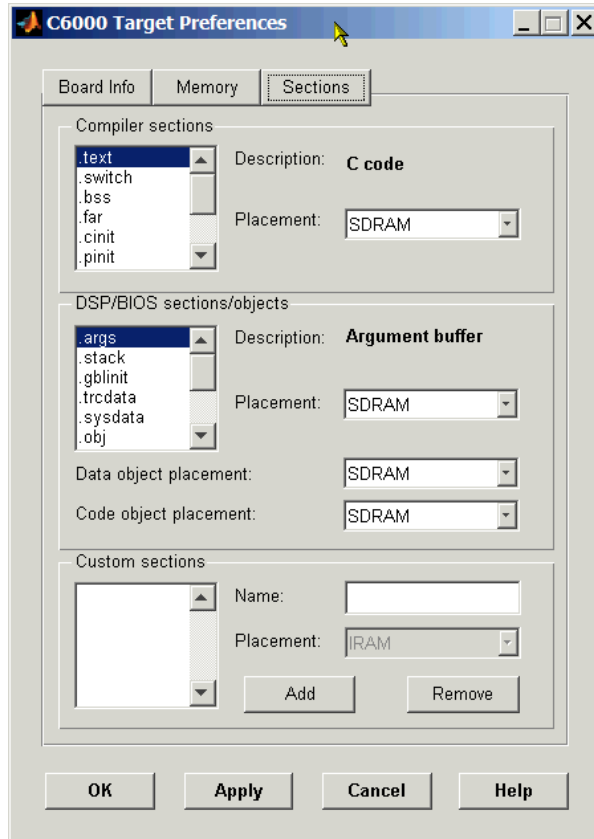 C6000 Target Preferences
Board Info Memory Sections
Compiler sections
.text
.switch
.bss
.far
.cinit
.pinit
Description: C code
Placement: SDRAM
DSP/BIOS sections/objects
.args
.stack
.gblinit
.trcdata
.sysdata
.obj
Description: Argument buffer
Placement: SDRAM
Data object placement: SDRAM
Code object placement: SDRAM
Custom sections
Name:
Placement: IRAM
Add Remove
OK Apply Cancel Help